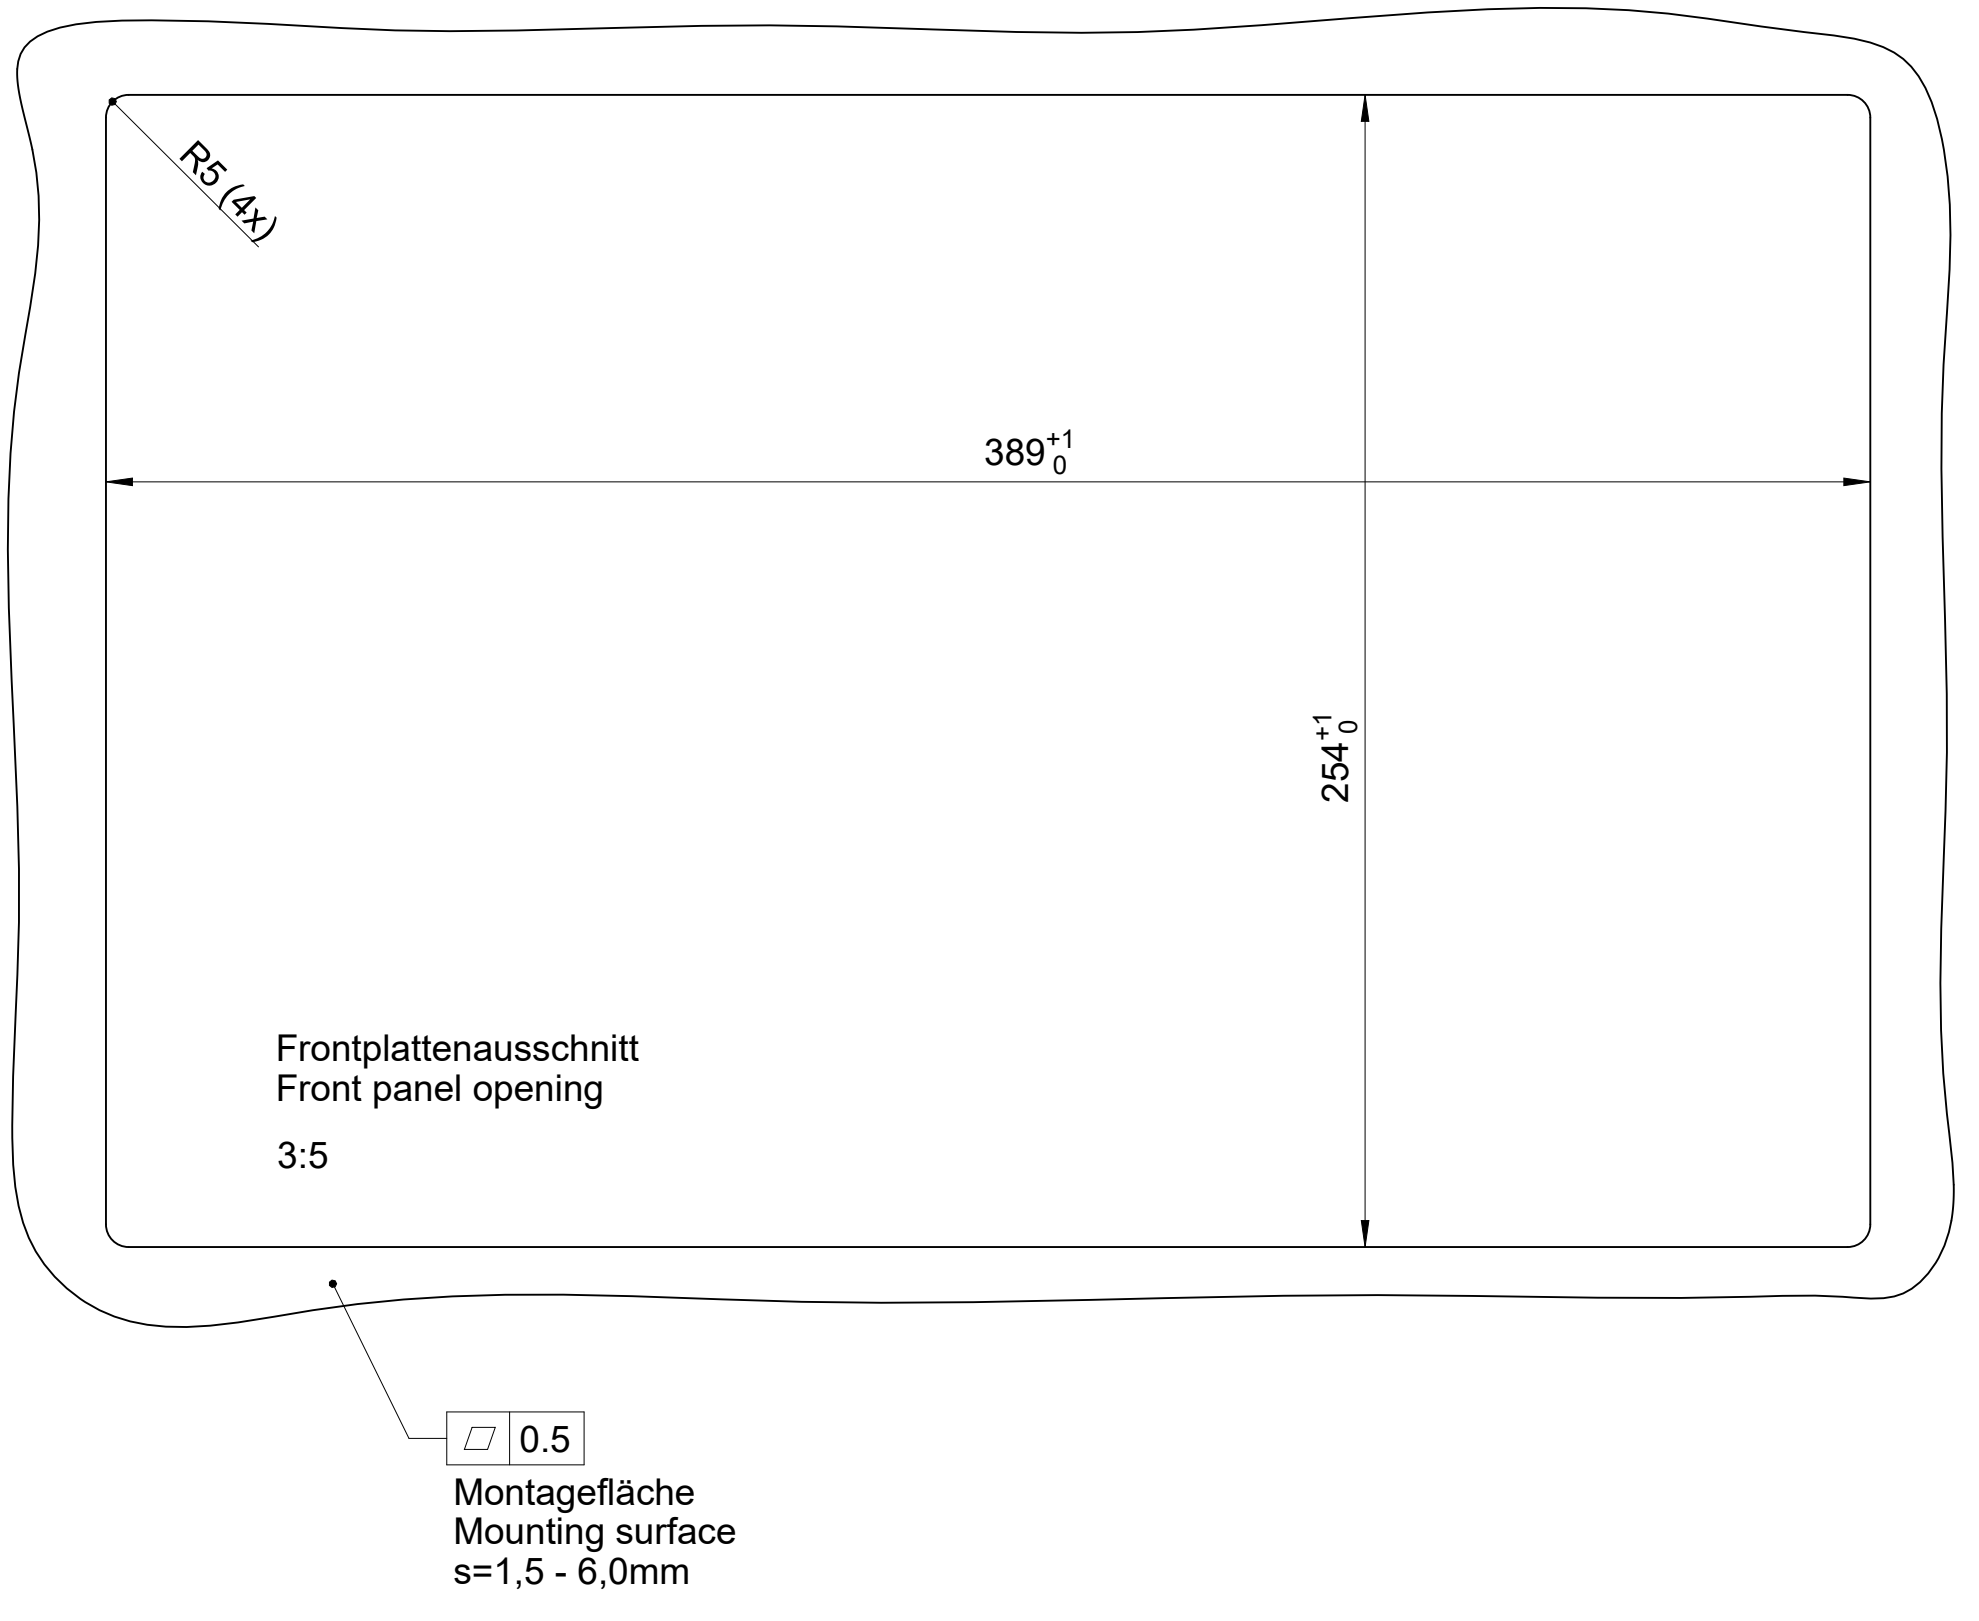 R5 (4x)
389 +1 0
254 +1 0
Frontplattenausschnitt
Front panel opening
3:5
⏥ 0.5
Montagefläche
Mounting surface
s=1,5 - 6,0mm